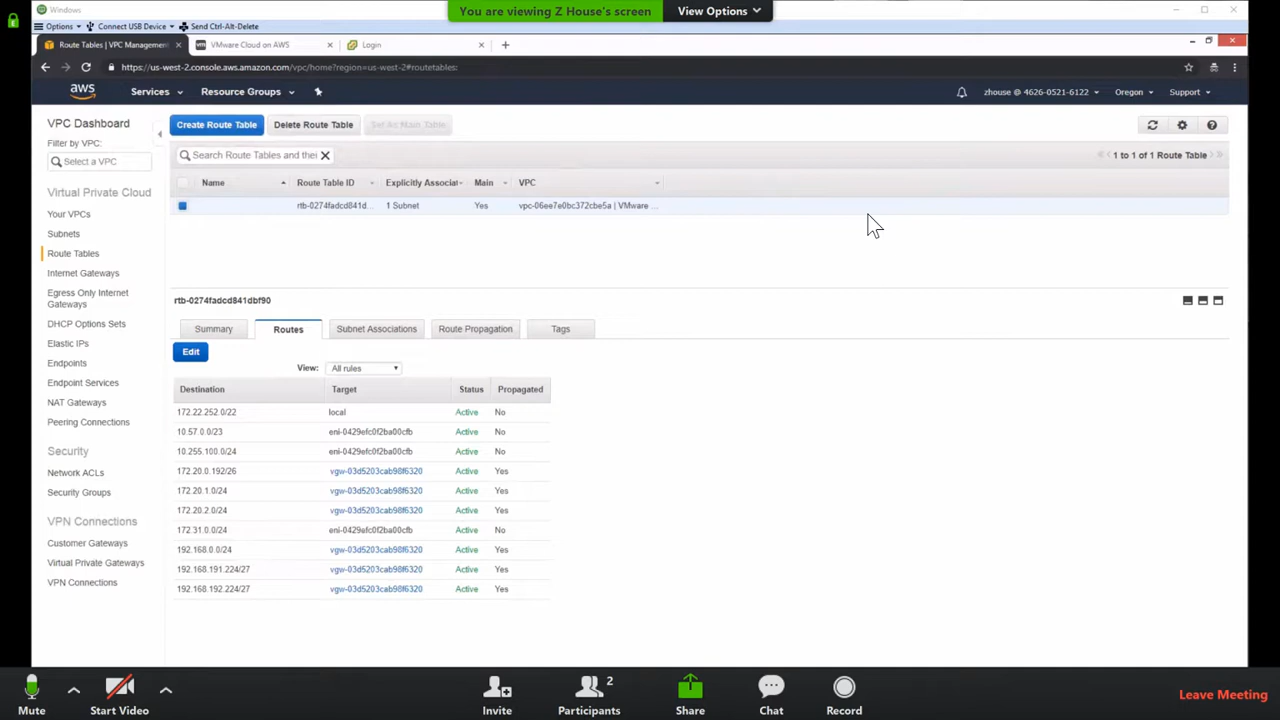 Windows
You are viewing Z House's screen
View Options
Options
Connect USB Device
Send Ctrl-Alt-Delete
Route Tables | VPC Managemen
VMware Cloud on AWS
Login
https://us-west-2.console.aws.amazon.com/vpc/home?region=us-west-2#routetables:
aws
Services
Resource Groups
zhouse @ 4626-0521-6122
Oregon
Support
VPC Dashboard
Filter by VPC:
Select a VPC
Virtual Private Cloud
Your VPCs
Subnets
Route Tables
Internet Gateways
Egress Only Internet
Gateways
DHCP Options Sets
Elastic IPs
Endpoints
Endpoint Services
NAT Gateways
Peering Connections
Security
Network ACLs
Security Groups
VPN Connections
Customer Gateways
Virtual Private Gateways
VPN Connections
Create Route Table
Delete Route Table
Set As Main Table
Search Route Tables and thei
1 to 1 of 1 Route Table
Name Route Table ID Explicitly Associat Main VPC
rtb-0274fadcd841d... 1 Subnet Yes vpc-06ee7e0bc372cbe5a | VMware ...
rtb-0274fadcd841dbf90
Summary Routes Subnet Associations Route Propagation Tags
Edit
View: All rules
Destination Target Status Propagated
172.22.252.0/22 local Active No
10.57.0.0/23 eni-0429efc0f2ba00cfb Active No
10.255.100.0/24 eni-0429efc0f2ba00cfb Active No
172.20.0.192/26 vgw-03d5203cab98f6320 Active Yes
172.20.1.0/24 vgw-03d5203cab98f6320 Active Yes
172.20.2.0/24 vgw-03d5203cab98f6320 Active Yes
172.31.0.0/24 eni-0429efc0f2ba00cfb Active No
192.168.0.0/24 vgw-03d5203cab98f6320 Active Yes
192.168.191.224/27 vgw-03d5203cab98f6320 Active Yes
192.168.192.224/27 vgw-03d5203cab98f6320 Active Yes
Mute
Start Video
Invite
2
Participants
Share
Chat
Record
Leave Meeting